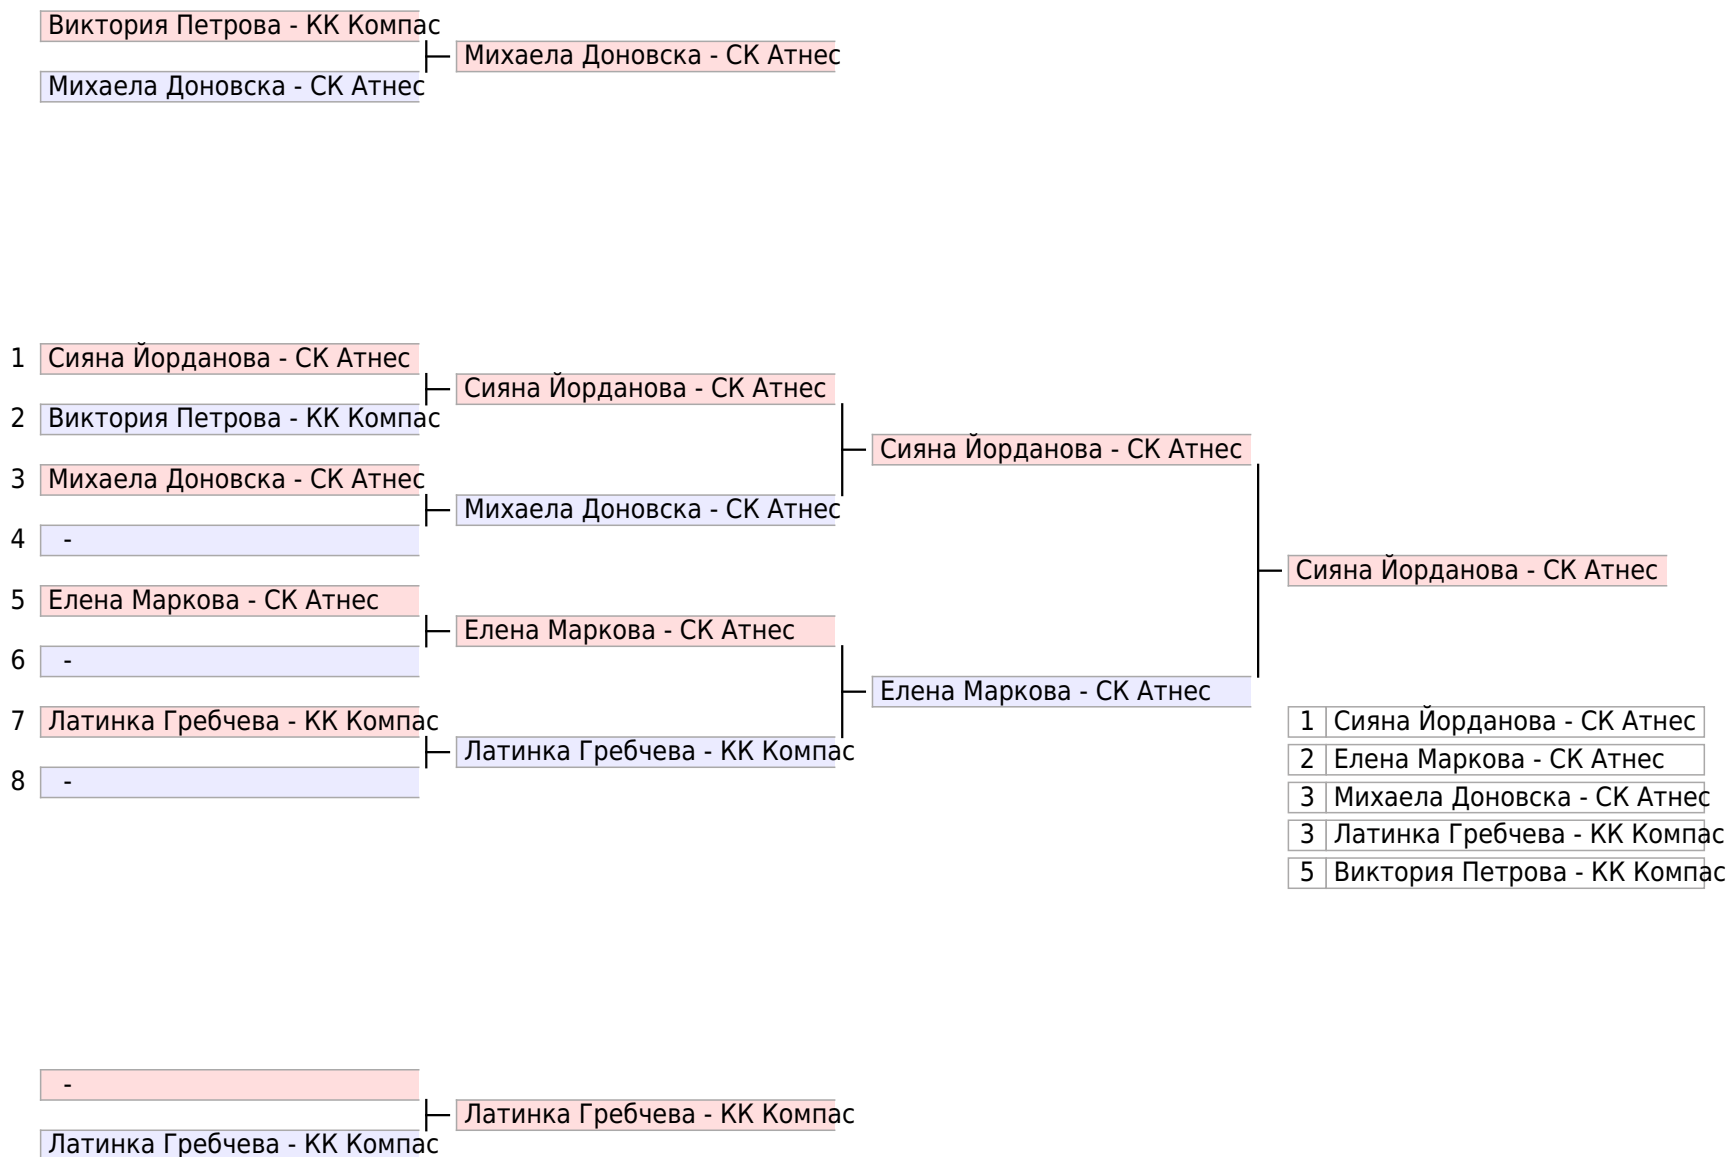 Виктория Петрова - КК Компас
Михаела Доновска - СК Атнес
Михаела Доновска - СК Атнес
1 Сияна Йорданова - СК Атнес
Сияна Йорданова - СК Атнес
2 Виктория Петрова - КК Компас
Сияна Йорданова - СК Атнес
3 Михаела Доновска - СК Атнес
Михаела Доновска - СК Атнес
4 -
Сияна Йорданова - СК Атнес
5 Елена Маркова - СК Атнес
Елена Маркова - СК Атнес
6 -
Елена Маркова - СК Атнес
7 Латинка Гребчева - КК Компас
Латинка Гребчева - КК Компас
8 -
1 Сияна Йорданова - СК Атнес
2 Елена Маркова - СК Атнес
3 Михаела Доновска - СК Атнес
3 Латинка Гребчева - КК Компас
5 Виктория Петрова - КК Компас
-
Латинка Гребчева - КК Компас
Латинка Гребчева - КК Компас